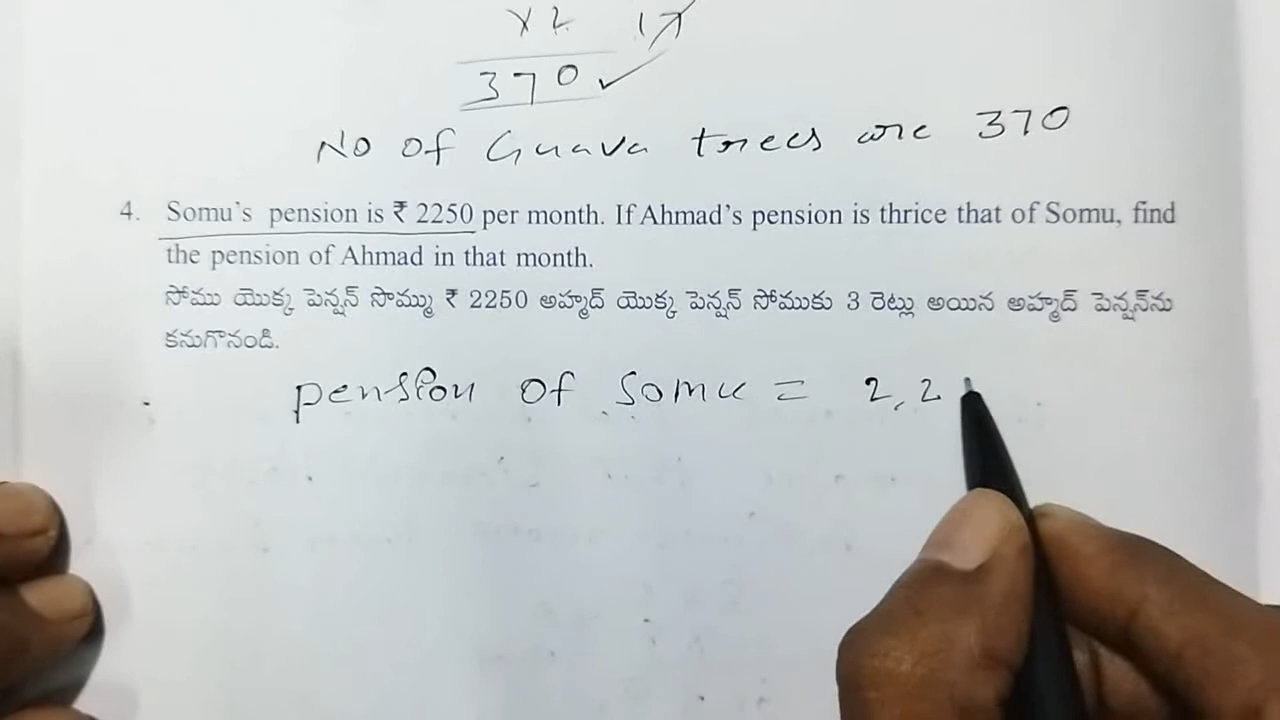 x 2 17
370 ✓
No of Guava trees are 370
4. Somu's pension is ₹ 2250 per month. If Ahmad's pension is thrice that of Somu, find
the pension of Ahmad in that month.
సోము యొక్క పెన్షన్ సొమ్ము ₹ 2250 అహ్మద్ యొక్క పెన్షన్ సోముకు 3 రెట్లు అయిన అహ్మద్ పెన్షన్‌ను
కనుగొనండి.
pension of somu = 2,2